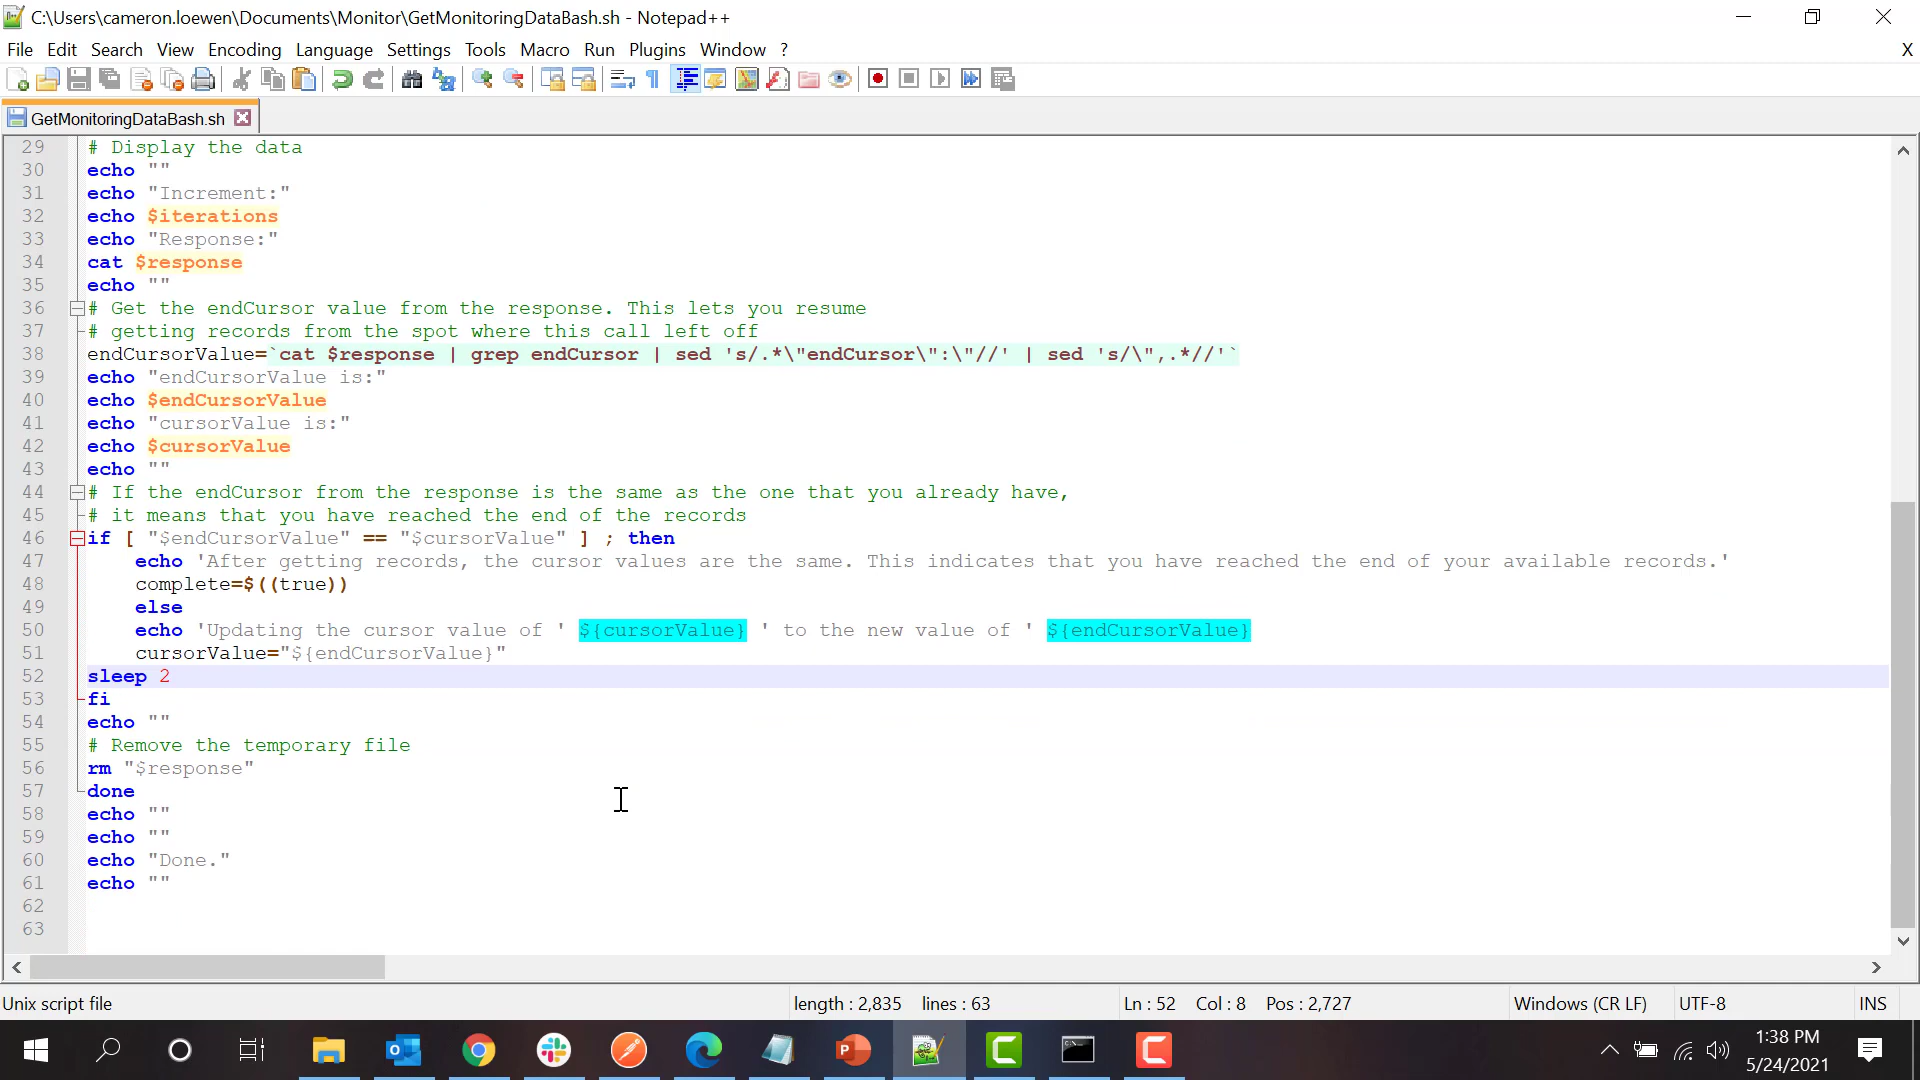 C:\Users\cameron.loewen\Documents\Monitor\GetMonitoringDataBash.sh - Notepad++
File Edit Search View Encoding Language Settings Tools Macro Run Plugins Window ? X
GetMonitoringDataBash.sh
29 # Display the data
30 echo ""
31 echo "Increment:"
32 echo $iterations
33 echo "Response:"
34 cat $response
35 echo ""
36 # Get the endCursor value from the response. This lets you resume
37 # getting records from the spot where this call left off
38 endCursorValue=`cat $response | grep endCursor | sed 's/.*\"endCursor\":\"//' | sed 's/\",.*//'`
39 echo "endCursorValue is:"
40 echo $endCursorValue
41 echo "cursorValue is:"
42 echo $cursorValue
43 echo ""
44 # If the endCursor from the response is the same as the one that you already have,
45 # it means that you have reached the end of the records
46 if [ "$endCursorValue" == "$cursorValue" ] ; then
47 echo 'After getting records, the cursor values are the same. This indicates that you have reached the end of your available records.'
48 complete=$((true))
49 else
50 echo 'Updating the cursor value of ' ${cursorValue} ' to the new value of ' ${endCursorValue}
51 cursorValue="${endCursorValue}"
52 sleep 2
53 fi
54 echo ""
55 # Remove the temporary file
56 rm "$response"
57 done
58 echo ""
59 echo ""
60 echo "Done."
61 echo ""
62
63
Unix script file length : 2,835 lines : 63 Ln : 52 Col : 8 Pos : 2,727 Windows (CR LF) UTF-8 INS
1:38 PM
5/24/2021